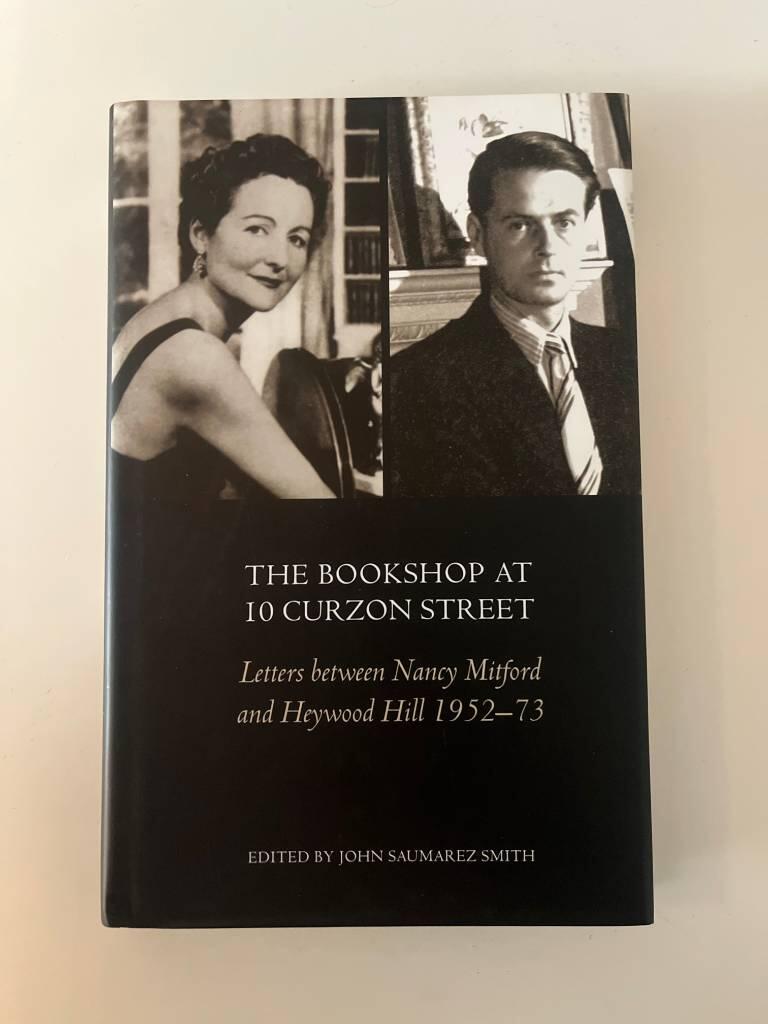 THE BOOKSHOP AT
10 CURZON STREET
Letters between Nancy Mitford
and Heywood Hill 1952–73
EDITED BY JOHN SAUMAREZ SMITH